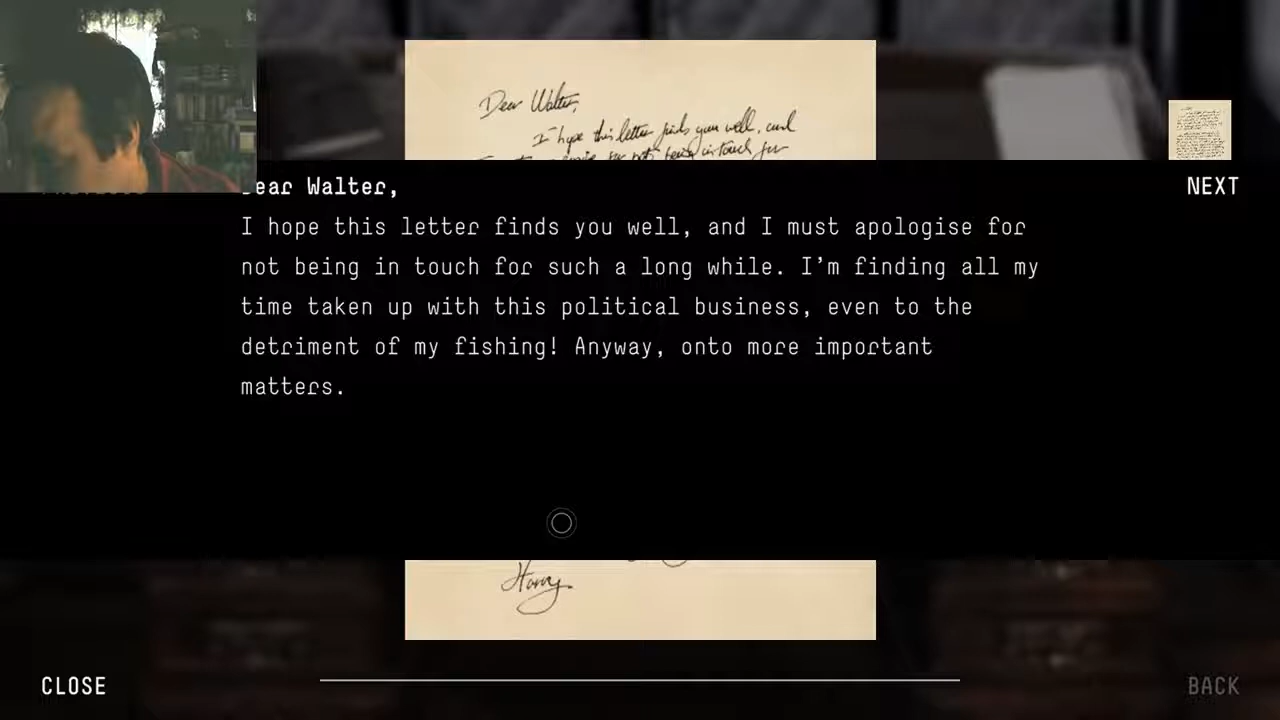 Dear Walter,
I hope this letter finds you well, and
Dear Walter,
NEXT
I hope this letter finds you well, and I must apologise for
not being in touch for such a long while. I'm finding all my
time taken up with this political business, even to the
detriment of my fishing! Anyway, onto more important
matters.
Harry
CLOSE
BACK